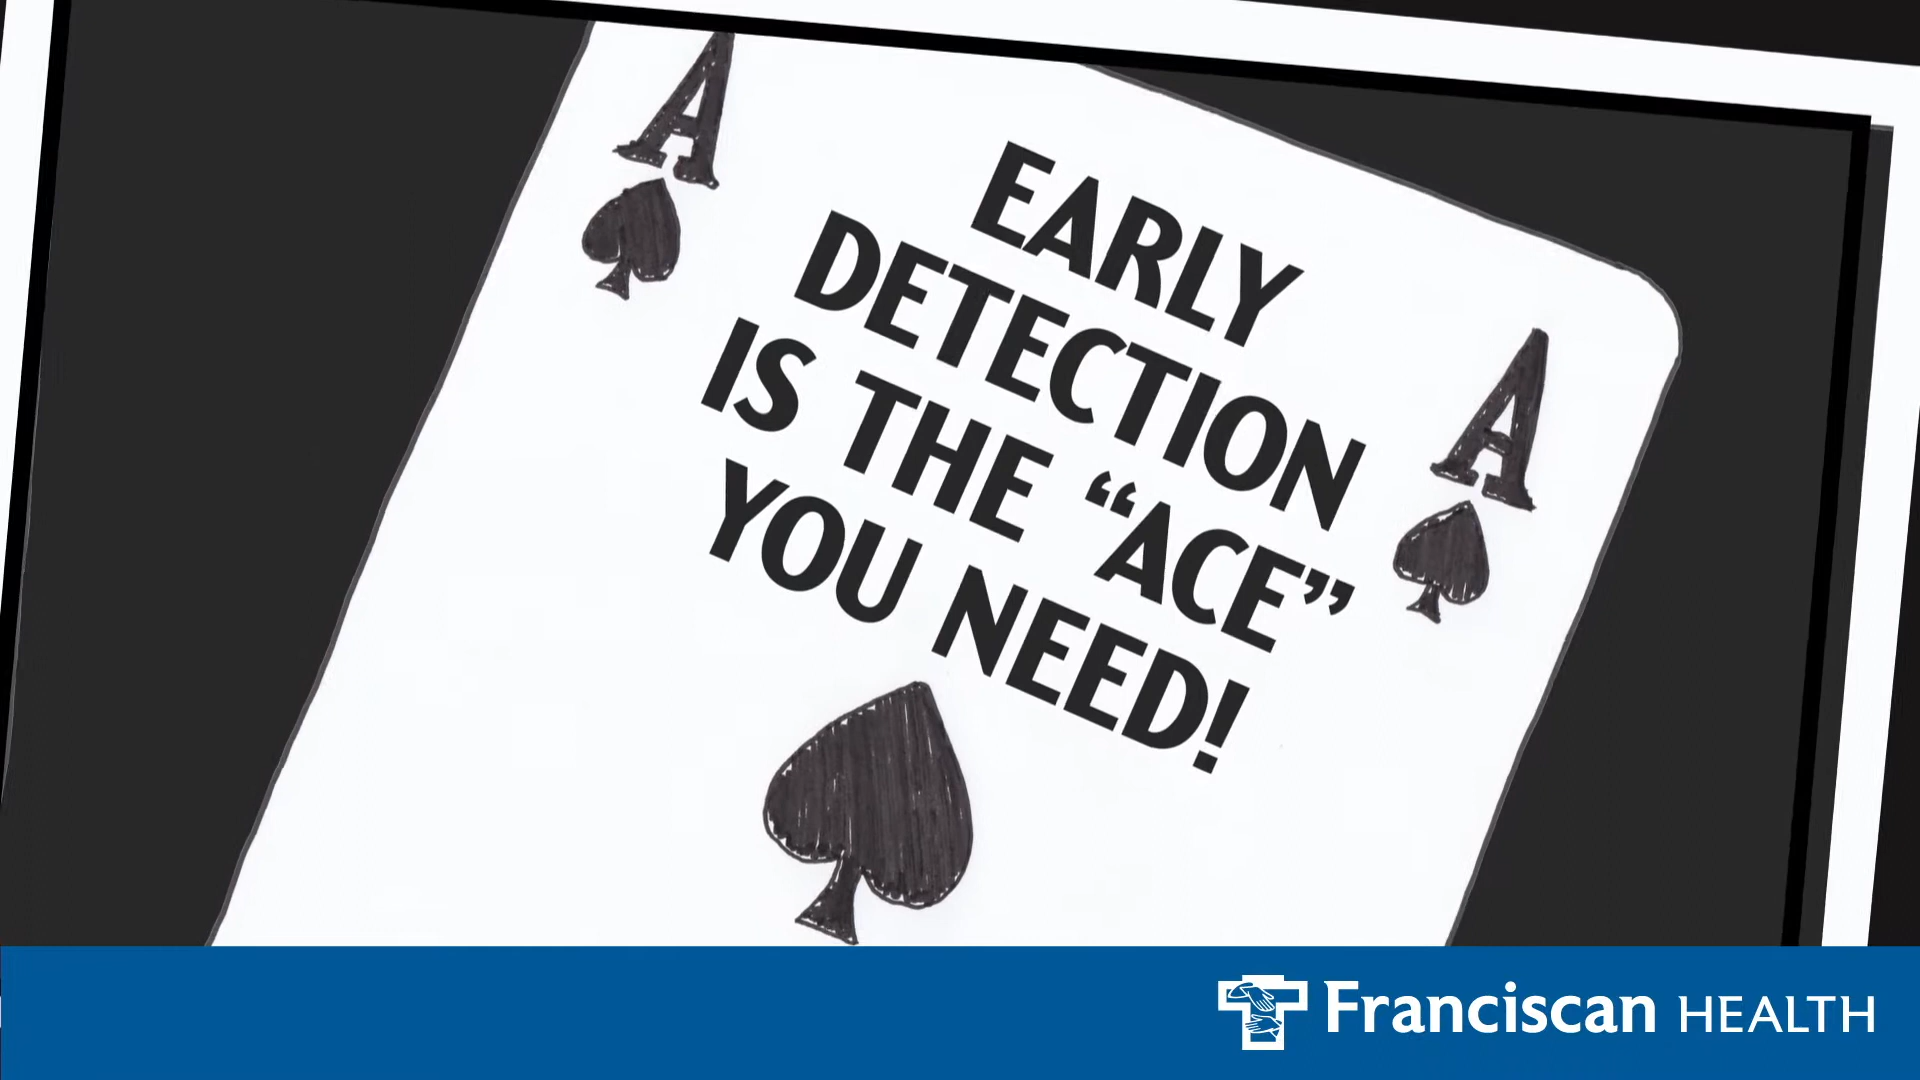 A
EARLY
DETECTION
IS THE “ACE”
YOU NEED!
A
Franciscan HEALTH